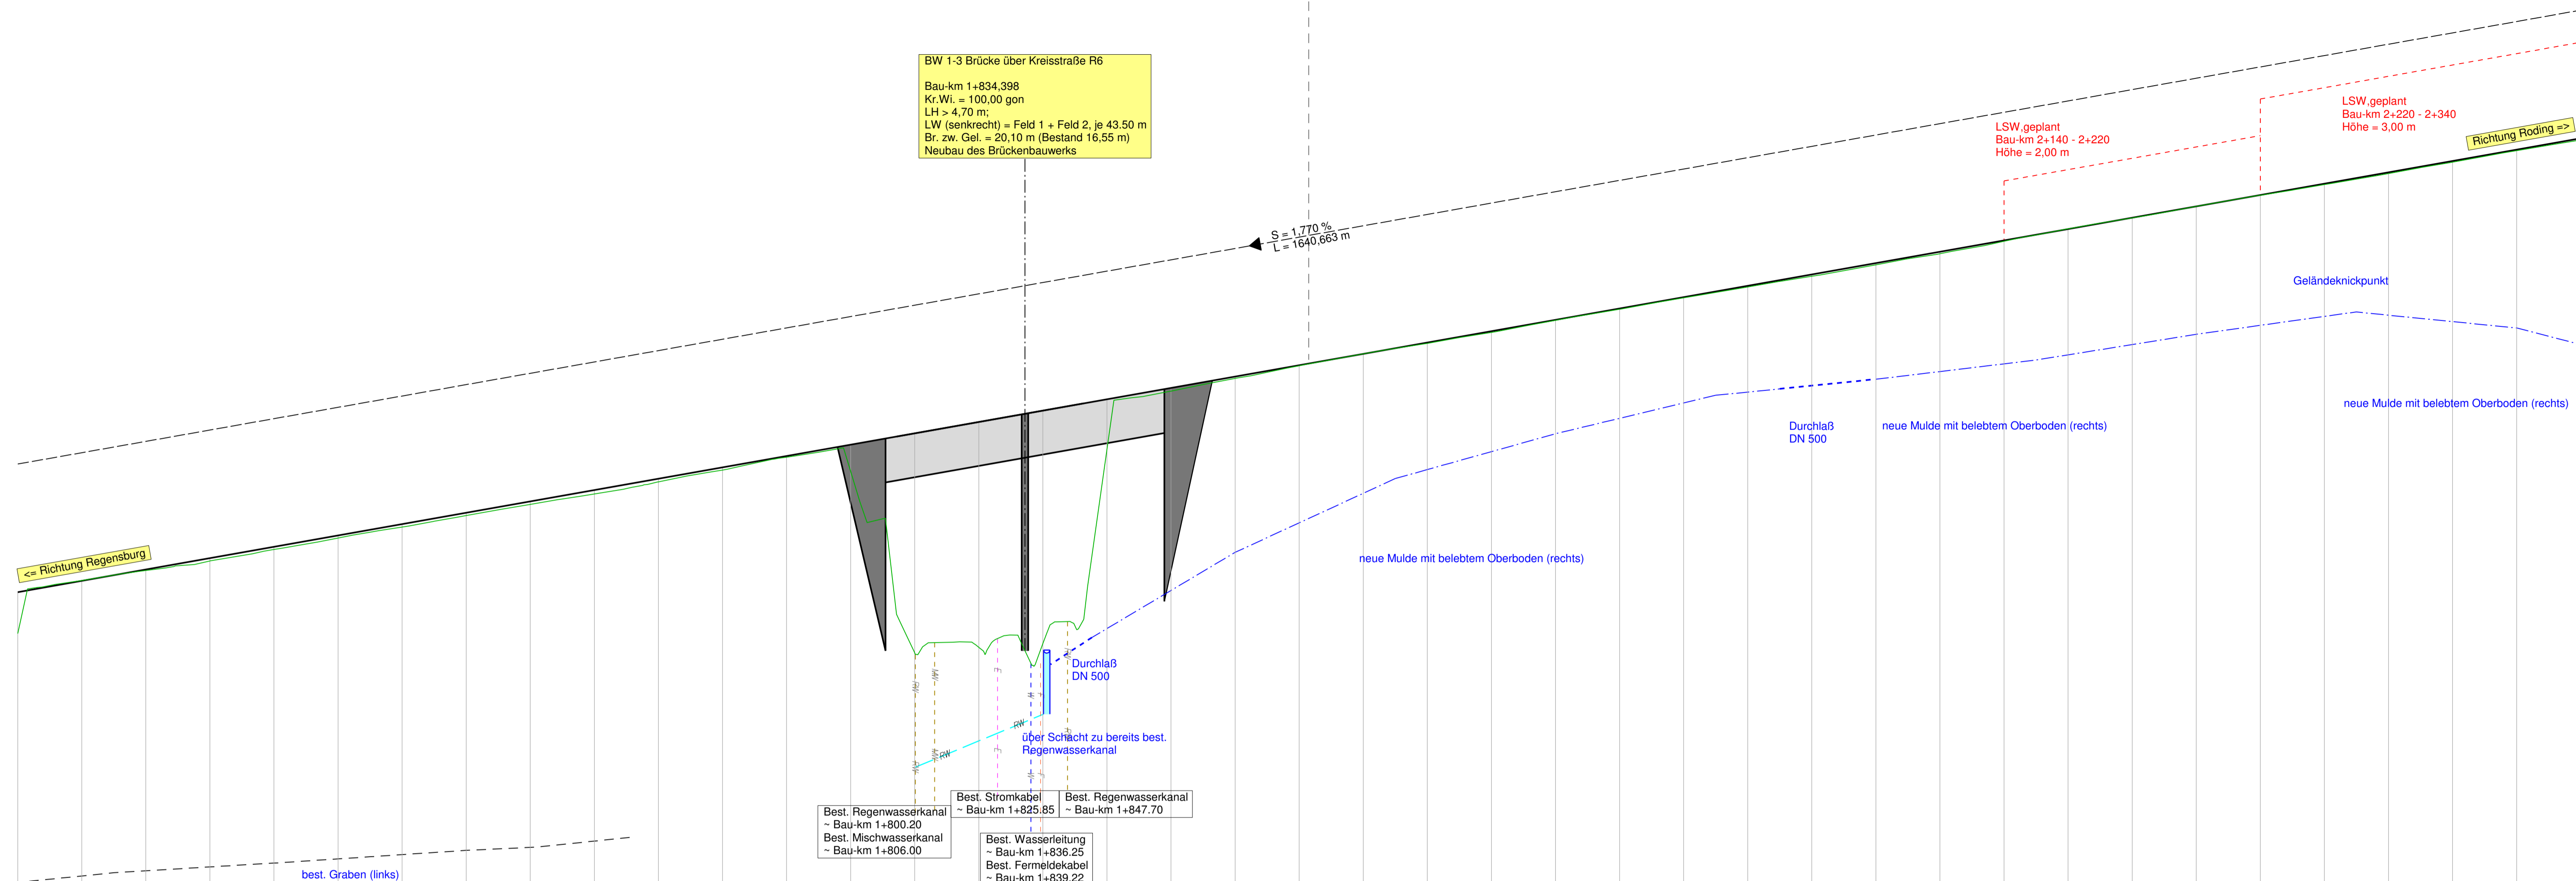 BW 1-3 Brücke über Kreisstraße R6
Bau-km 1+834,398
Kr.Wi. = 100,00 gon
LH > 4,70 m;
LW (senkrecht) = Feld 1 + Feld 2, je 43.50 m
Br. zw. Gel. = 20,10 m (Bestand 16,55 m)
Neubau des Brückenbauwerks
LSW,geplant
Bau-km 2+220 - 2+340
Höhe = 3,00 m
LSW,geplant
Bau-km 2+140 - 2+220
Höhe = 2,00 m
Richtung Roding =>
S = 1,770 %
L = 1640,663 m
Geländeknickpunkt
neue Mulde mit belebtem Oberboden (rechts)
Durchlaß
DN 500
neue Mulde mit belebtem Oberboden (rechts)
<= Richtung Regensburg
neue Mulde mit belebtem Oberboden (rechts)
Durchlaß
DN 500
RW
MW
W
RW
über Schacht zu bereits best.
Regenwasserkanal
RW
RW
MW
W
Best. Stromkabel
~ Bau-km 1+825.85
Best. Regenwasserkanal
~ Bau-km 1+847.70
Best. Regenwasserkanal
~ Bau-km 1+800.20
Best. Mischwasserkanal
~ Bau-km 1+806.00
Best. Wasserleitung
~ Bau-km 1+836.25
Best. Fermeldekabel
~ Bau-km 1+839.22
best. Graben (links)